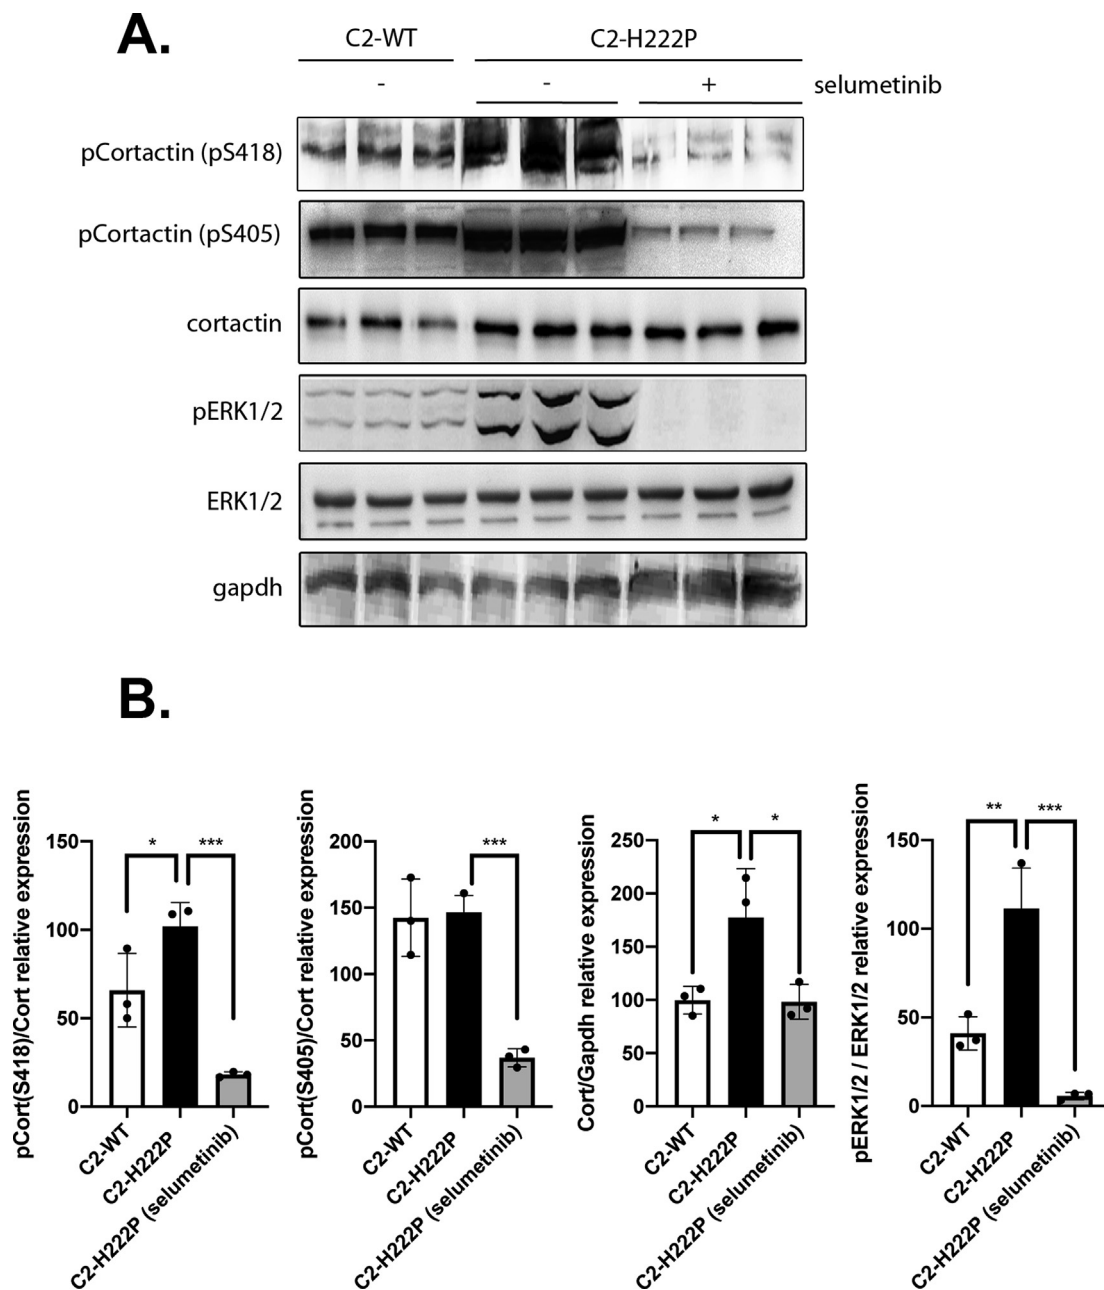 A.
C2-WT C2-H222P
- - + selumetinib
pCortactin (pS418)
pCortactin (pS405)
cortactin
pERK1/2
ERK1/2
gapdh
B.
pCort(S418)/Cort relative expression
150
100
50
0
* ***
C2-WT
C2-H222P
C2-H222P (selumetinib)
pCort(S405)/Cort relative expression
200
150
100
50
0
***
C2-WT
C2-H222P
C2-H222P (selumetinib)
Cort/Gapdh relative expression
250
200
150
100
50
0
* *
C2-WT
C2-H222P
C2-H222P (selumetinib)
pERK1/2 / ERK1/2 relative expression
150
100
50
0
** ***
C2-WT
C2-H222P
C2-H222P (selumetinib)